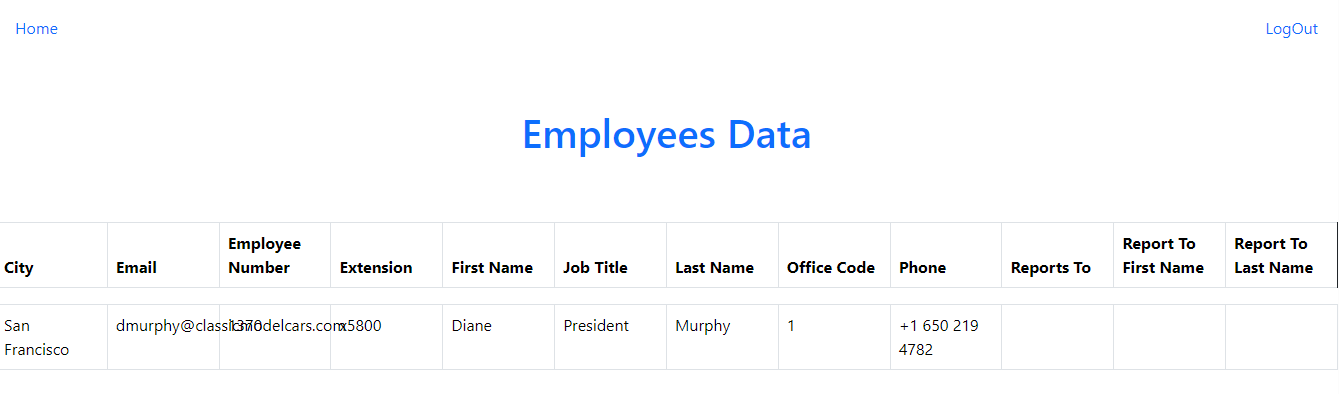 Home LogOut
Employees Data
City Email Employee Number Extension First Name Job Title Last Name Office Code Phone Reports To Report To First Name Report To Last Name
San Francisco dmurphy@classicmodelcars.com 1370 x5800 Diane President Murphy 1 +1 650 219 4782